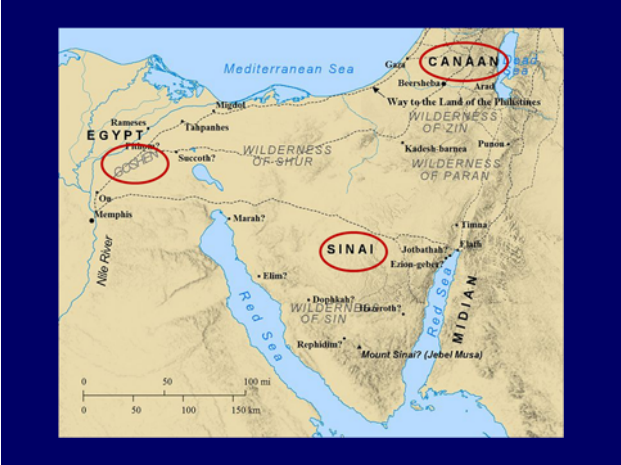 Mediterranean Sea
Gaza
CANAAN
Dead
Sea
Beersheba
Arad
Way to the Land of the Philistines
Migdol
Rameses
Tahpanhes
EGYPT
Pithom?
GOSHEN
Succoth?
WILDERNESS
OF SHUR
WILDERNESS
OF ZIN
Kadesh-barnea
Punon
WILDERNESS
OF PARAN
On
Memphis
Nile River
Marah?
Timna
SINAI
Jotbathah?
Elath
Ezion-geber?
Elim?
Red Sea
Red Sea
MIDIAN
Dophkah?
WILDERNESS
OF SIN
Hazeroth?
Rephidim?
Mount Sinai? (Jebel Musa)
0 50 100 mi
0 50 100 150 km